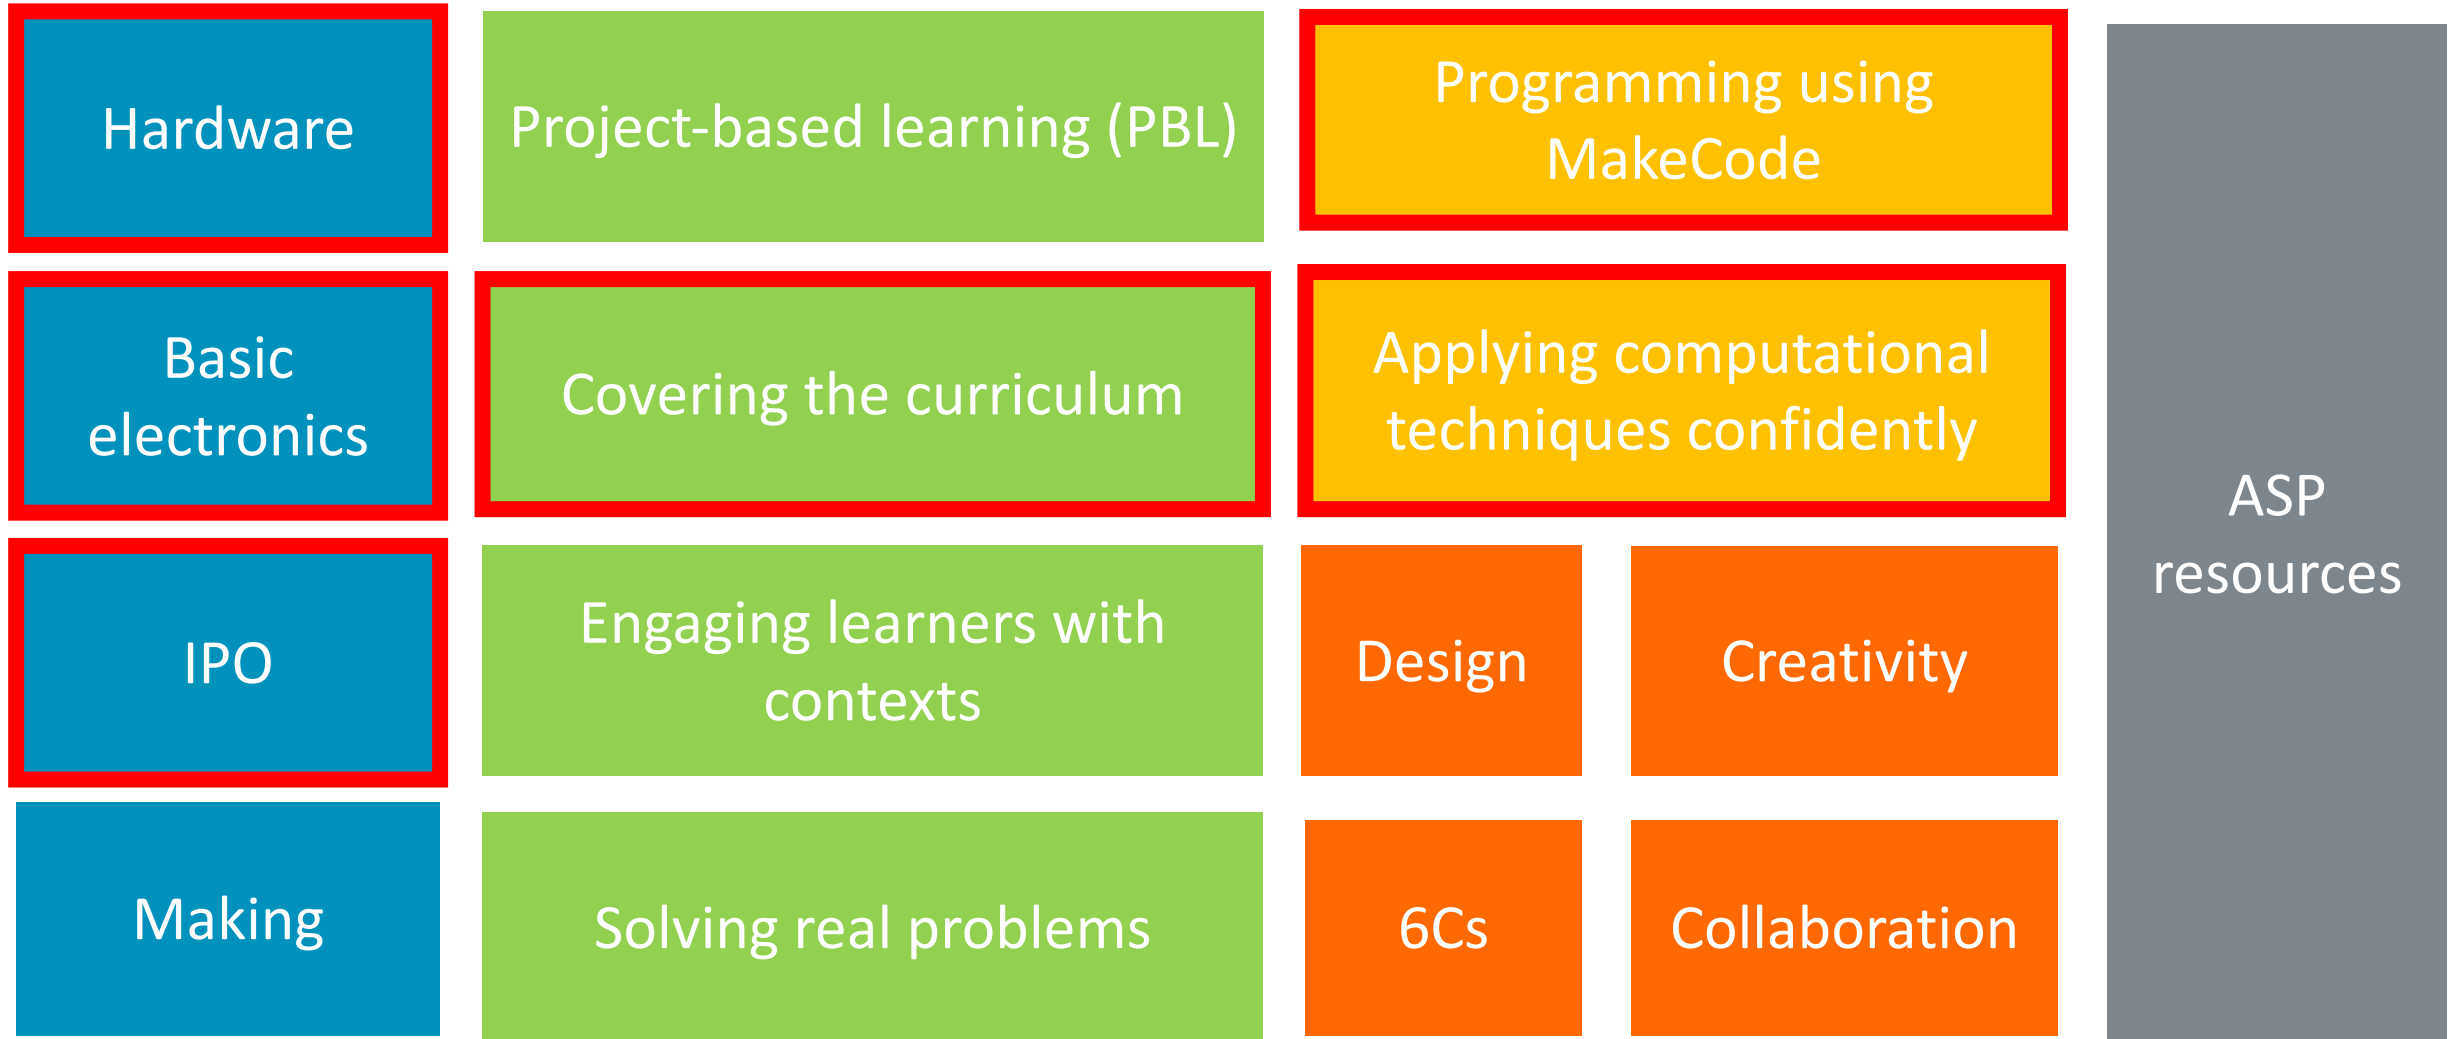 Hardware
Project-based learning (PBL)
Programming using
MakeCode
Basic
electronics
Covering the curriculum
Applying computational
techniques confidently
ASP
resources
IPO
Engaging learners with
contexts
Design
Creativity
Making
Solving real problems
6Cs
Collaboration